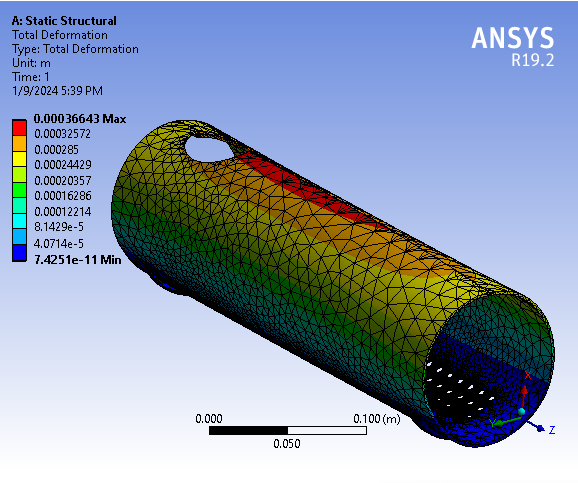 A: Static Structural
Total Deformation
Type: Total Deformation
Unit: m
Time: 1
1/9/2024 5:39 PM
ANSYS
R19.2
0.00036643 Max
0.00032572
0.000285
0.00024429
0.00020357
0.00016286
0.00012214
8.1429e-5
4.0714e-5
7.4251e-11 Min
X
Y
Z
0.000
0.100 (m)
0.050